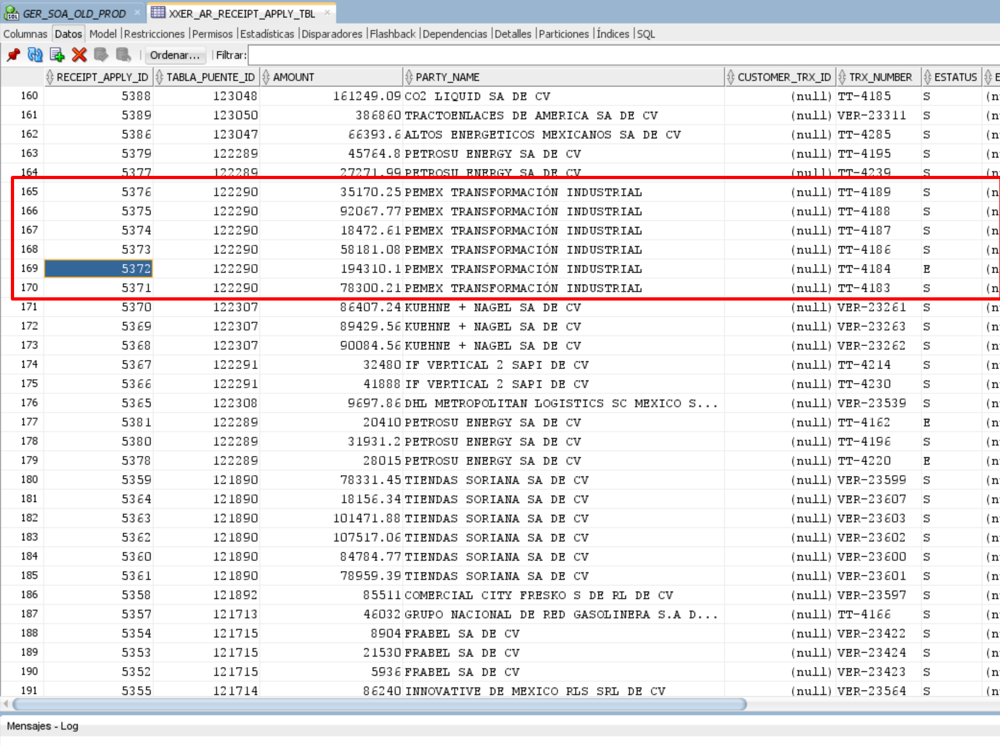 GER_SOA_OLD_PROD × XXER_AR_RECEIPT_APPLY_TBL ×
Columnas Datos Model |Restricciones |Permisos |Estadísticas |Disparadores |Flashback |Dependencias |Detalles |Particiones |Índices |SQL
Ordenar... Filtrar:
RECEIPT_APPLY_ID TABLA_PUENTE_ID AMOUNT PARTY_NAME CUSTOMER_TRX_ID TRX_NUMBER ESTATUS E
160 5388 123048 161249.09 CO2 LIQUID SA DE CV (null) TT-4185 S (n
161 5389 123050 386860 TRACTOENLACES DE AMERICA SA DE CV (null) VER-23311 S (n
162 5386 123047 66393.6 ALTOS ENERGETICOS MEXICANOS SA DE CV (null) TT-4285 S (n
163 5379 122289 45764.8 PETROSU ENERGY SA DE CV (null) TT-4195 S (n
164 5377 122289 27271.99 PETROSU ENERGY SA DE CV (null) TT-4239 S (n
165 5376 122290 35170.25 PEMEX TRANSFORMACIÓN INDUSTRIAL (null) TT-4189 S (n
166 5375 122290 92067.77 PEMEX TRANSFORMACIÓN INDUSTRIAL (null) TT-4188 S (n
167 5374 122290 18472.61 PEMEX TRANSFORMACIÓN INDUSTRIAL (null) TT-4187 S (n
168 5373 122290 58181.08 PEMEX TRANSFORMACIÓN INDUSTRIAL (null) TT-4186 S (n
169 5372 122290 194310.1 PEMEX TRANSFORMACIÓN INDUSTRIAL (null) TT-4184 E (n
170 5371 122290 78300.21 PEMEX TRANSFORMACIÓN INDUSTRIAL (null) TT-4183 S (n
171 5370 122307 86407.24 KUEHNE + NAGEL SA DE CV (null) VER-23261 S (n
172 5369 122307 89429.56 KUEHNE + NAGEL SA DE CV (null) VER-23263 S (n
173 5368 122307 90084.56 KUEHNE + NAGEL SA DE CV (null) VER-23262 S (n
174 5367 122291 32480 IF VERTICAL 2 SAPI DE CV (null) TT-4214 S (n
175 5366 122291 41888 IF VERTICAL 2 SAPI DE CV (null) TT-4230 S (n
176 5365 122308 9697.86 DHL METROPOLITAN LOGISTICS SC MEXICO S... (null) VER-23539 S (n
177 5381 122289 20410 PETROSU ENERGY SA DE CV (null) TT-4162 E (n
178 5380 122289 31931.2 PETROSU ENERGY SA DE CV (null) TT-4196 S (n
179 5378 122289 28015 PETROSU ENERGY SA DE CV (null) TT-4220 E (n
180 5359 121890 78331.45 TIENDAS SORIANA SA DE CV (null) VER-23599 S (n
181 5364 121890 18156.34 TIENDAS SORIANA SA DE CV (null) VER-23607 S (n
182 5363 121890 101471.88 TIENDAS SORIANA SA DE CV (null) VER-23603 S (n
183 5362 121890 107517.06 TIENDAS SORIANA SA DE CV (null) VER-23602 S (n
184 5360 121890 84784.77 TIENDAS SORIANA SA DE CV (null) VER-23600 S (n
185 5361 121890 78959.39 TIENDAS SORIANA SA DE CV (null) VER-23601 S (n
186 5358 121892 85511 COMERCIAL CITY FRESKO S DE RL DE CV (null) VER-23597 S (n
187 5357 121713 46032 GRUPO NACIONAL DE RED GASOLINERA S.A D... (null) TT-4166 S (n
188 5354 121715 8904 FRABEL SA DE CV (null) VER-23422 S (n
189 5353 121715 21530 FRABEL SA DE CV (null) VER-23424 S (n
190 5352 121715 5936 FRABEL SA DE CV (null) VER-23423 S (n
191 5355 121714 86240 INNOVATIVE DE MEXICO RLS SRL DE CV (null) VER-23564 S (n
Mensajes - Log